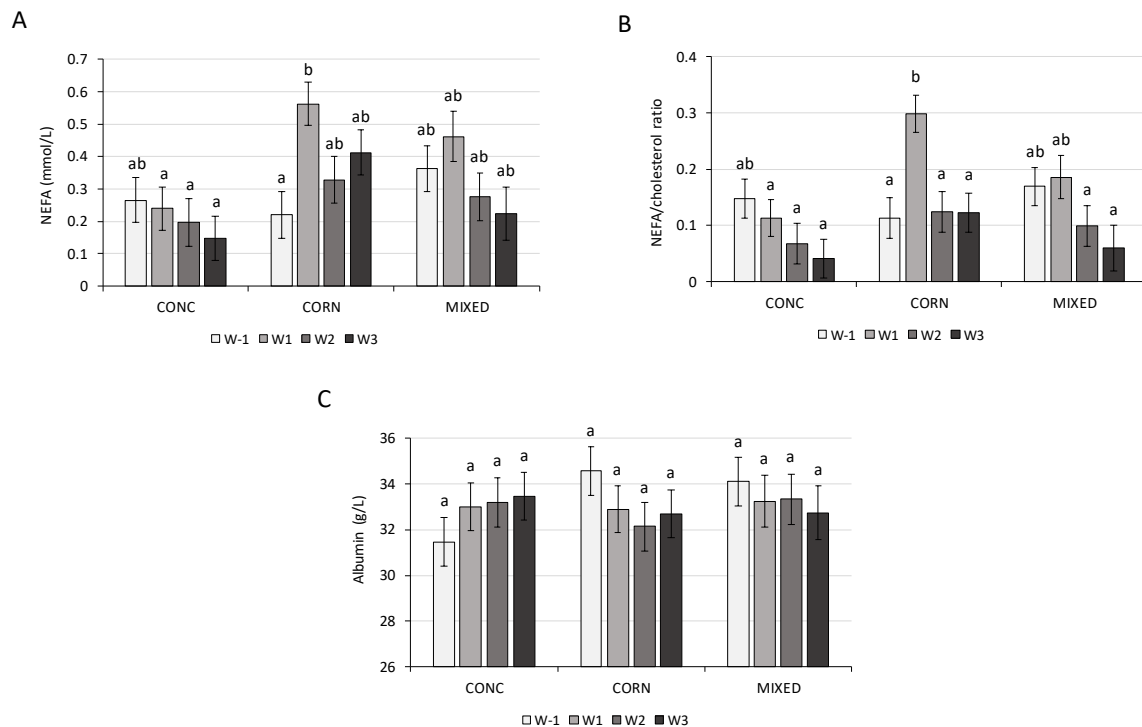 A
NEFA (mmol/L)
0.7
0.6
0.5
0.4
0.3
0.2
0.1
0
ab a a a
a b ab ab
ab ab ab a
CONC CORN MIXED
W-1 W1 W2 W3
B
NEFA/cholesterol ratio
0.4
0.3
0.2
0.1
0
ab a a a
a b a a
ab ab a a
CONC CORN MIXED
W-1 W1 W2 W3
C
Albumin (g/L)
36
34
32
30
28
26
a a a a
a a a a
a a a a
CONC CORN MIXED
W-1 W1 W2 W3